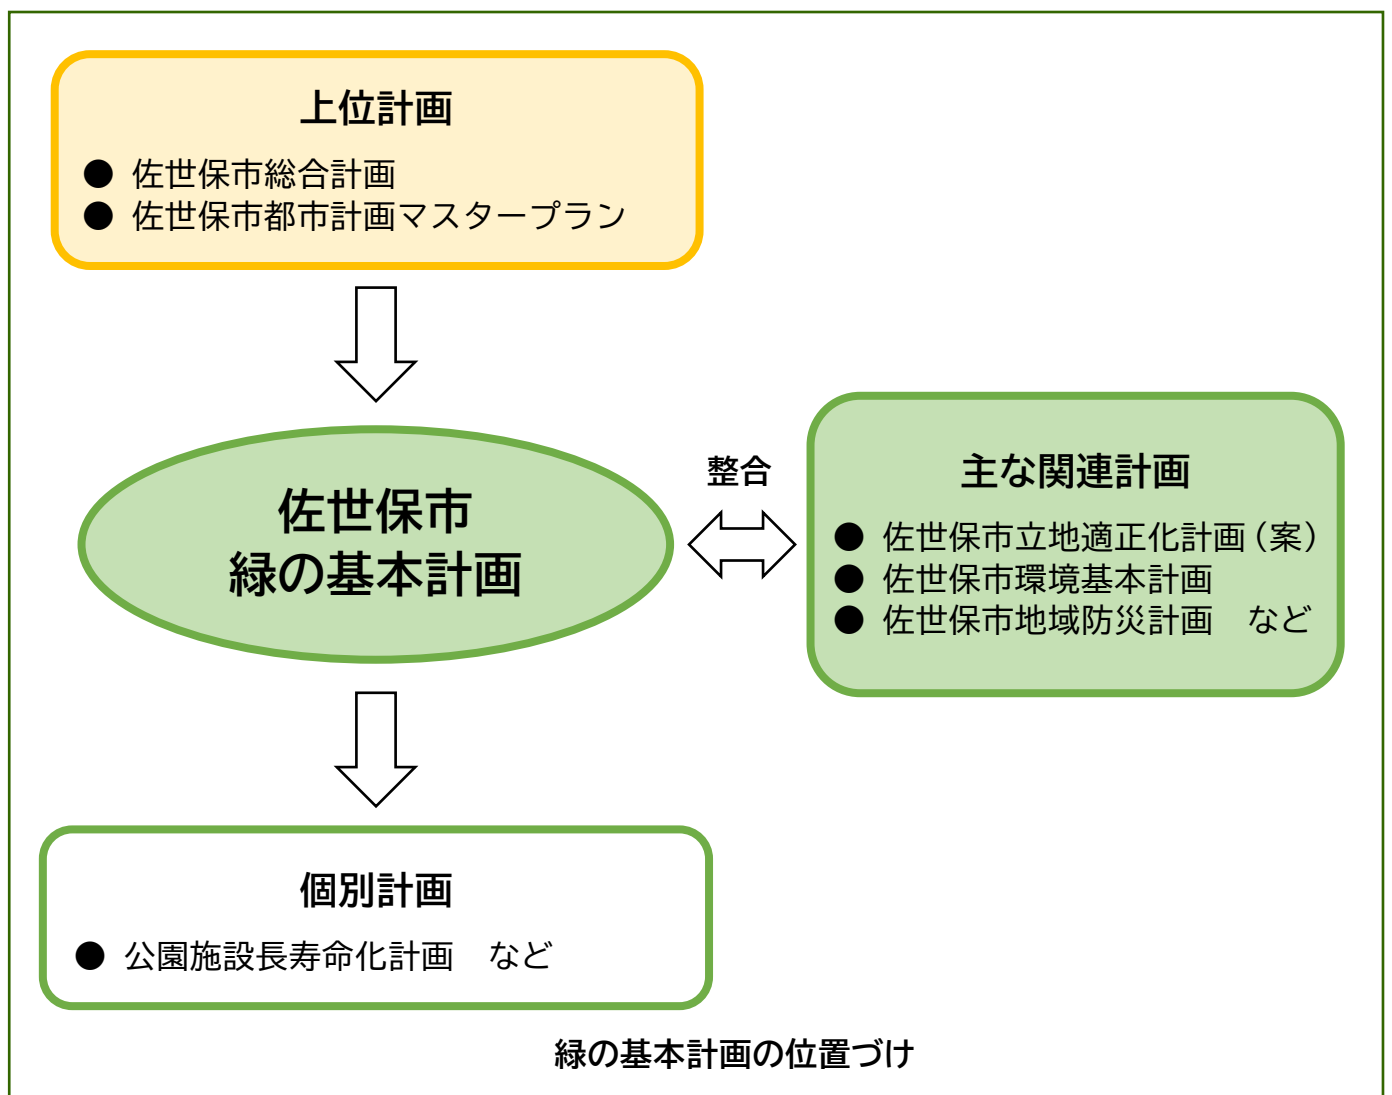 上位計画
● 佐世保市総合計画
● 佐世保市都市計画マスタープラン
佐世保市
緑の基本計画
整合
主な関連計画
● 佐世保市立地適正化計画（案）
● 佐世保市環境基本計画
● 佐世保市地域防災計画　など
個別計画
● 公園施設長寿命化計画　など
緑の基本計画の位置づけ